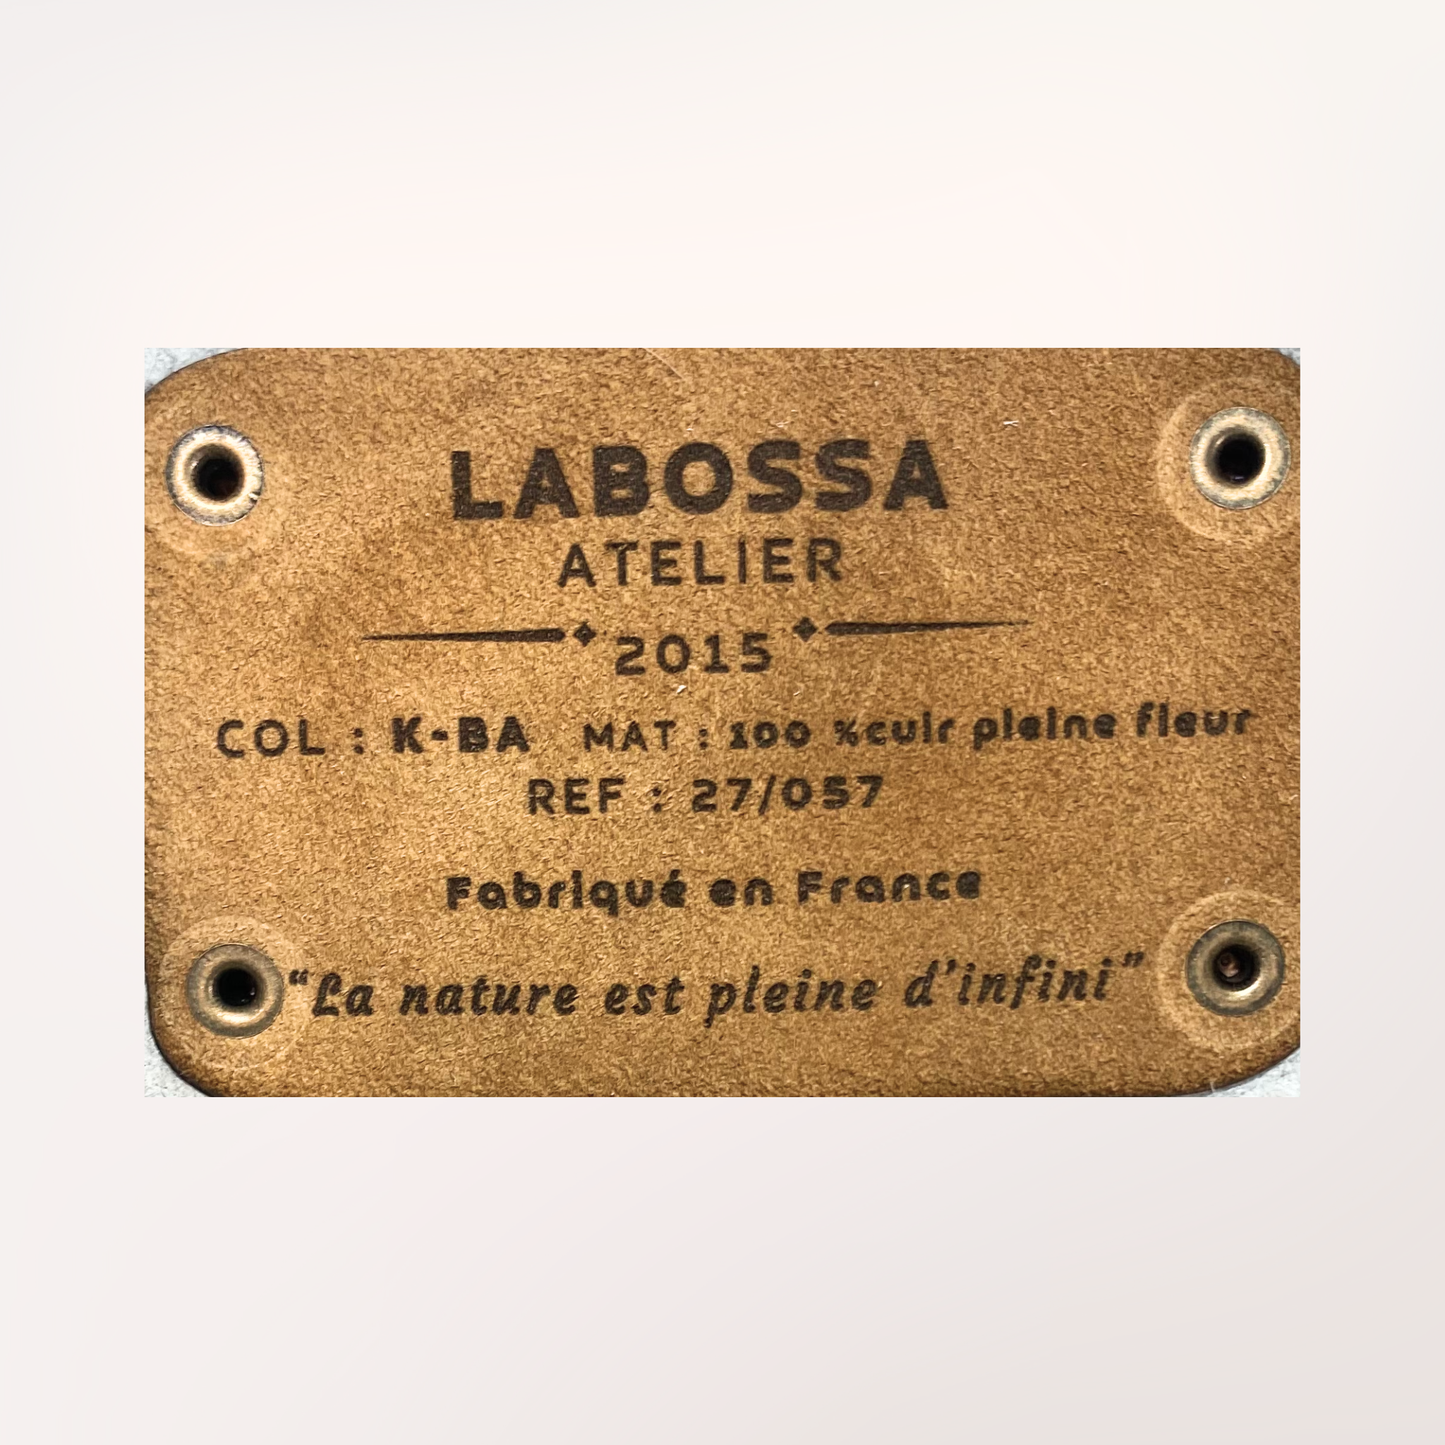 LABOSSA
ATELIER
2015
COL : K-BA MAT : 100 %cuir pleine fleur
REF : 27/057
Fabriqué en France
“La nature est pleine d’infini”